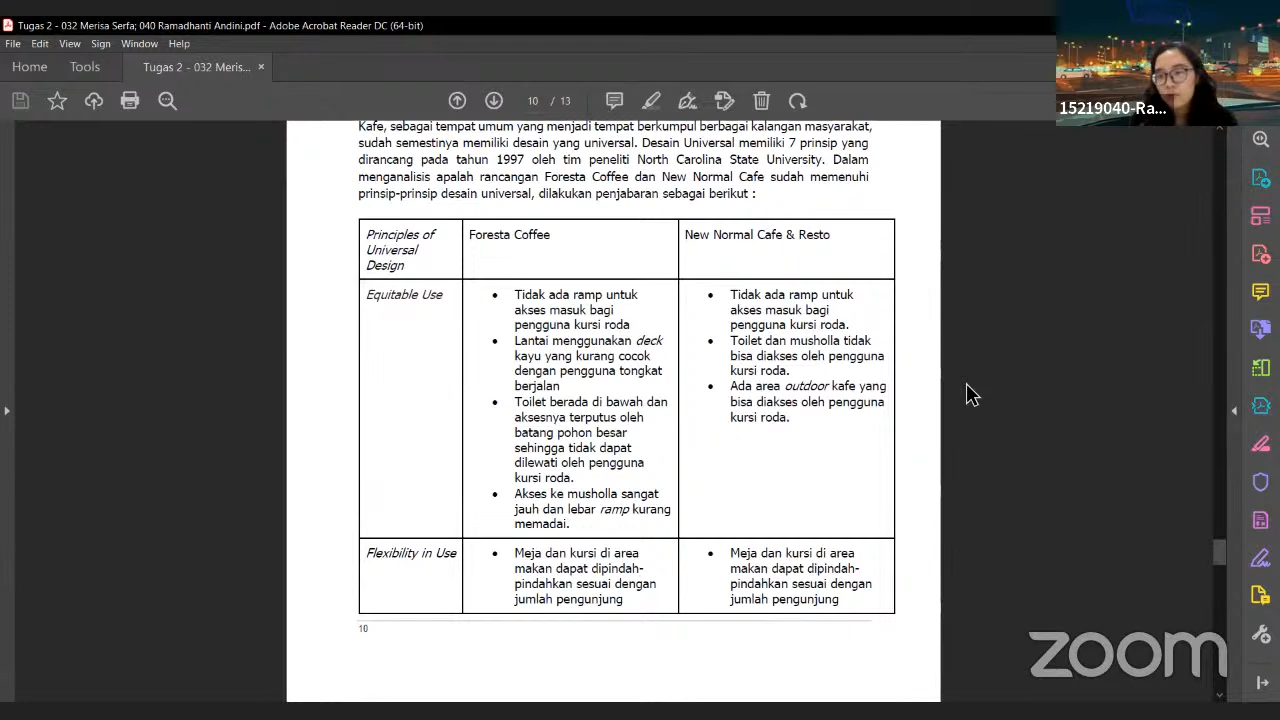 Tugas 2 - 032 Merisa Serfa; 040 Ramadhanti Andini.pdf - Adobe Acrobat Reader DC (64-bit)
File Edit View Sign Window Help
Home Tools Tugas 2 - 032 Meris... ×
10 / 13
15219040-Ra...
Kafe, sebagai tempat umum yang menjadi tempat berkumpul berbagai kalangan masyarakat,
sudah semestinya memiliki desain yang universal. Desain Universal memiliki 7 prinsip yang
dirancang pada tahun 1997 oleh tim peneliti North Carolina State University. Dalam
menganalisis apalah rancangan Foresta Coffee dan New Normal Cafe sudah memenuhi
prinsip-prinsip desain universal, dilakukan penjabaran sebagai berikut :
Principles of
Universal
Design
Foresta Coffee
New Normal Cafe & Resto
Equitable Use
• Tidak ada ramp untuk
akses masuk bagi
pengguna kursi roda
• Lantai menggunakan deck
kayu yang kurang cocok
dengan pengguna tongkat
berjalan
• Toilet berada di bawah dan
aksesnya terputus oleh
batang pohon besar
sehingga tidak dapat
dilewati oleh pengguna
kursi roda.
• Akses ke musholla sangat
jauh dan lebar ramp kurang
memadai.
• Tidak ada ramp untuk
akses masuk bagi
pengguna kursi roda.
• Toilet dan musholla tidak
bisa diakses oleh pengguna
kursi roda.
• Ada area outdoor kafe yang
bisa diakses oleh pengguna
kursi roda.
Flexibility in Use
• Meja dan kursi di area
makan dapat dipindah-
pindahkan sesuai dengan
jumlah pengunjung
• Meja dan kursi di area
makan dapat dipindah-
pindahkan sesuai dengan
jumlah pengunjung
10
zoom